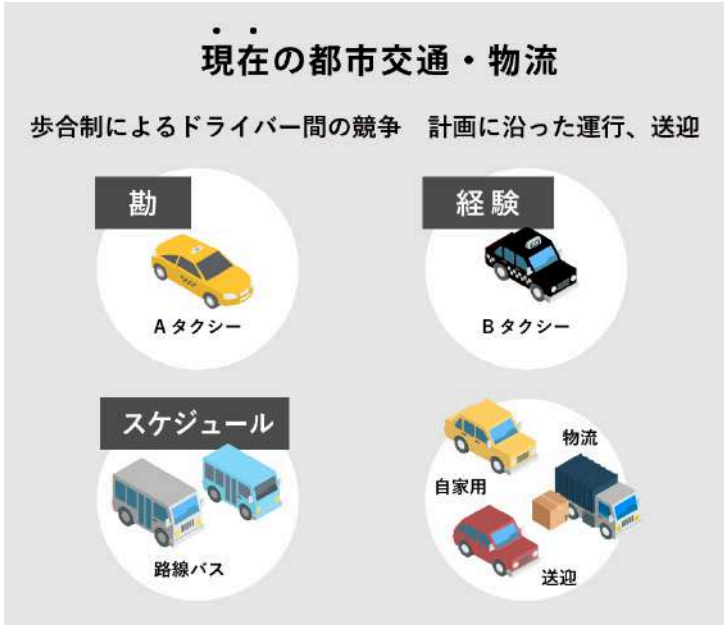 現在の都市交通・物流
歩合制によるドライバー間の競争　計画に沿った運行、送迎
勘
Aタクシー
経験
Bタクシー
スケジュール
路線バス
物流
自家用
送迎